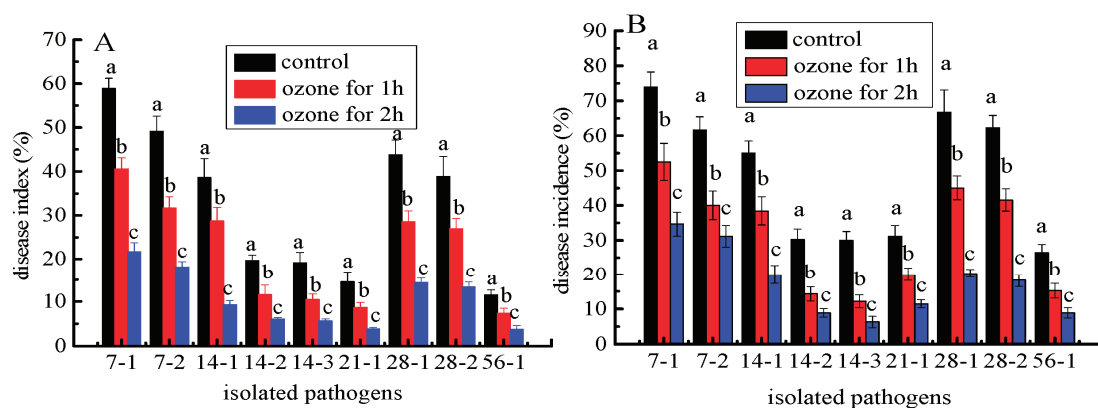 A
disease index (%)
70
60
50
40
30
20
10
0
control
ozone for 1h
ozone for 2h
a a a a a a a a a
b b b b b b b b b
c c c c c c c c c
7-1 7-2 14-1 14-2 14-3 21-1 28-1 28-2 56-1
isolated pathogens
B
disease incidence (%)
90
80
70
60
50
40
30
20
10
0
control
ozone for 1h
ozone for 2h
a a a a a a a a a
b b b b b b b b b
c c c c c c c c c
7-1 7-2 14-1 14-2 14-3 21-1 28-1 28-2 56-1
isolated pathogens